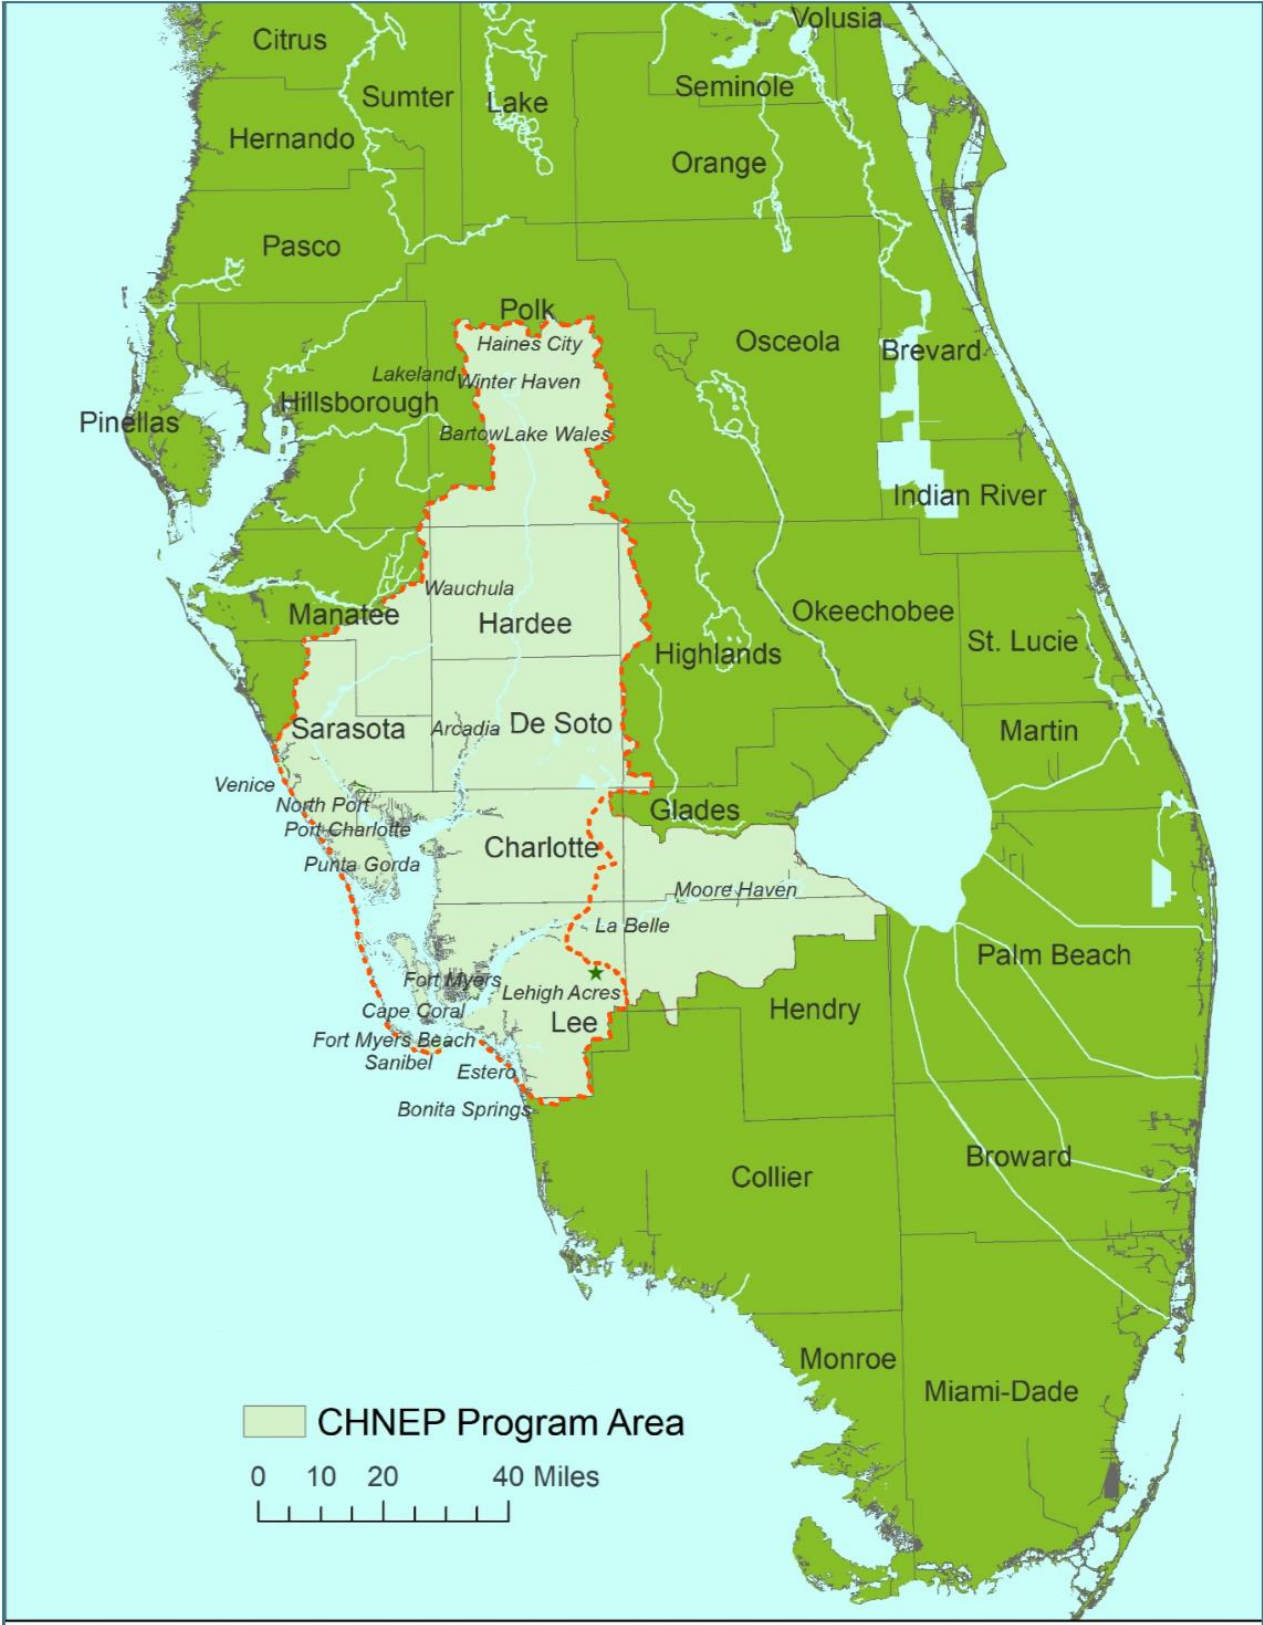 Volusia
Citrus
Sumter
Lake
Seminole
Hernando
Orange
Pasco
Polk
Osceola
Brevard
Haines City
Lakeland
Winter Haven
Hillsborough
Pinellas
Bartow
Lake Wales
Indian River
Wauchula
Manatee
Hardee
Okeechobee
St. Lucie
Highlands
Sarasota
Arcadia
De Soto
Martin
Venice
North Port
Glades
Port Charlotte
Charlotte
Punta Gorda
Moore Haven
La Belle
Palm Beach
Fort Myers
Lehigh Acres
Cape Coral
Lee
Hendry
Fort Myers Beach
Sanibel
Estero
Bonita Springs
Broward
Collier
Monroe
Miami-Dade
CHNEP Program Area
0 10 20 40 Miles